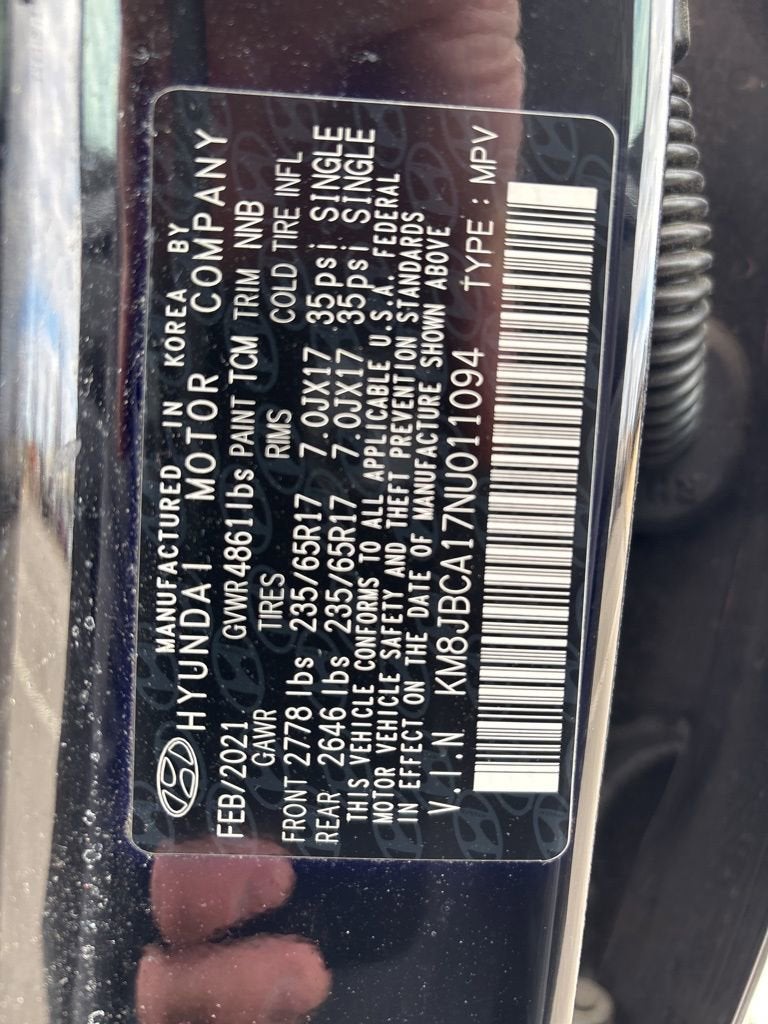 MANUFACTURED IN KOREA BY
HYUNDAI MOTOR COMPANY
FEB/2021 GVWR 4861lbs PAINT TCM TRIM NNB
GAWR TIRES RIMS COLD TIRE INFL
FRONT 2778 lbs 235/65R17 7.0JX17 35psi SINGLE
REAR 2646 lbs 235/65R17 7.0JX17 35psi SINGLE
THIS VEHICLE CONFORMS TO ALL APPLICABLE U.S.A. FEDERAL
MOTOR VEHICLE SAFETY AND THEFT PREVENTION STANDARDS
IN EFFECT ON THE DATE OF MANUFACTURE SHOWN ABOVE
V.I.N KM8JBCA17NU011094 TYPE : MPV